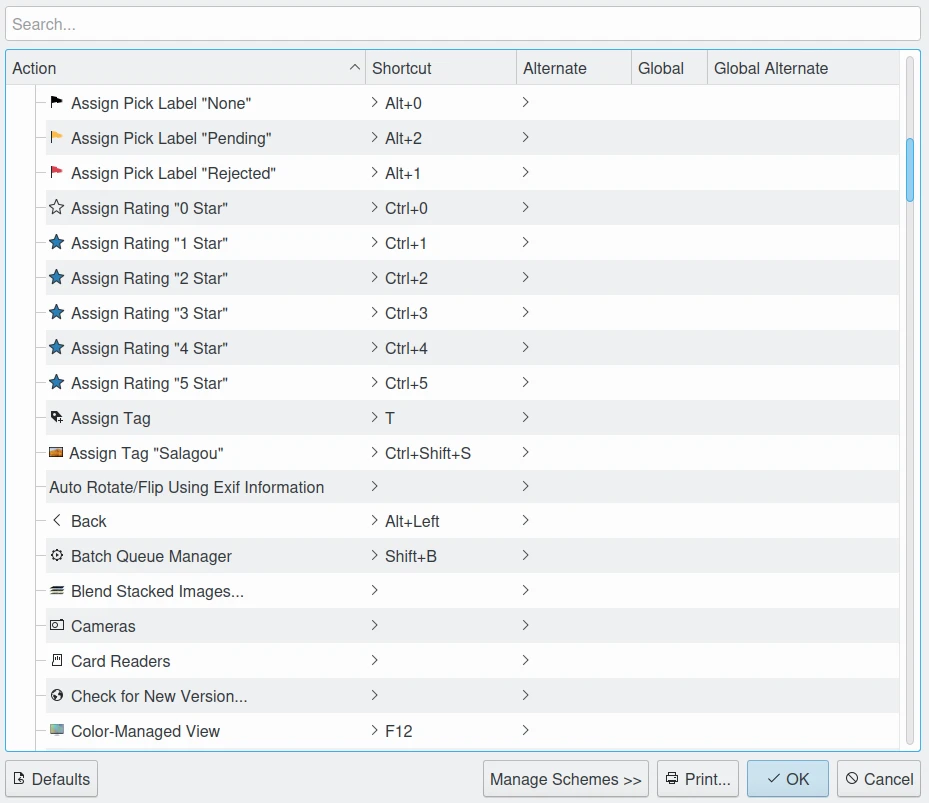 Search...
Action Shortcut Alternate Global Global Alternate
Assign Pick Label "None" Alt+0
Assign Pick Label "Pending" Alt+2
Assign Pick Label "Rejected" Alt+1
Assign Rating "0 Star" Ctrl+0
Assign Rating "1 Star" Ctrl+1
Assign Rating "2 Star" Ctrl+2
Assign Rating "3 Star" Ctrl+3
Assign Rating "4 Star" Ctrl+4
Assign Rating "5 Star" Ctrl+5
Assign Tag T
Assign Tag "Salagou" Ctrl+Shift+S
Auto Rotate/Flip Using Exif Information
Back Alt+Left
Batch Queue Manager Shift+B
Blend Stacked Images...
Cameras
Card Readers
Check for New Version...
Color-Managed View F12
Defaults Manage Schemes >> Print... OK Cancel